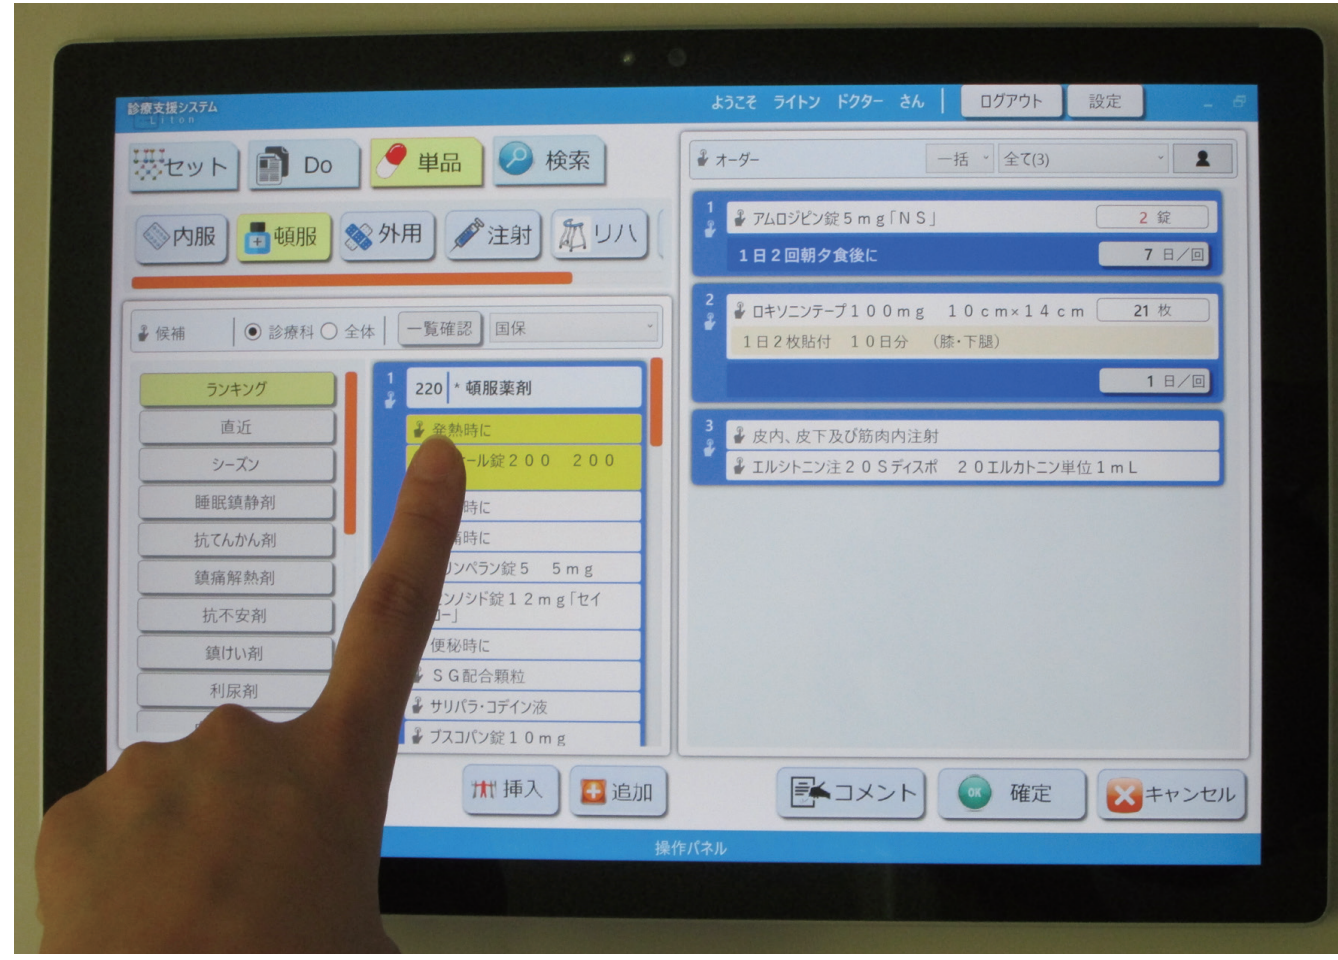 診療支援システム
Liton
ようこそ ライトン ドクター さん
ログアウト
設定
セット
Do
単品
検索
内服
頓服
外用
注射
リハ
候補
診療科
全体
一覧確認
国保
ランキング
直近
シーズン
睡眠鎮静剤
抗てんかん剤
鎮痛解熱剤
抗不安剤
鎮けい剤
利尿剤
1
220 * 頓服薬剤
発熱時に
ール錠200 200
時に
時に
ンペラン錠5 5mg
ンノシド錠12mg「セイ
ー」
便秘時に
SG配合顆粒
サリパラ・コデイン液
ブスコパン錠10mg
挿入
追加
オーダー
一括
全て(3)
1
アムロジピン錠5mg「NS」
2 錠
1日2回朝夕食後に
7 日/回
2
ロキソニンテープ100mg 10cm×14cm
21 枚
1日2枚貼付 10日分 (膝・下腿)
1 日/回
3
皮内、皮下及び筋肉内注射
エルシトニン注20Sディスポ 20エルカトニン単位1mL
コメント
OK
確定
キャンセル
操作パネル